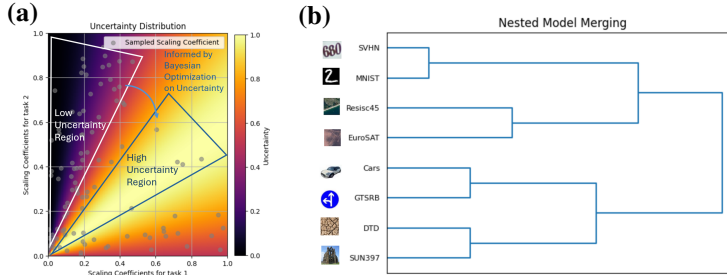 (a)
Uncertainty Distribution
Sampled Scaling Coefficient
Informed by
Bayesian
Optimization
on Uncertainty
Low
Uncertainty
Region
High
Uncertainty
Region
Scaling Coefficients for task 2
1.0
0.8
0.6
0.4
0.2
0.0
0.0 0.2 0.4 0.6 0.8 1.0
Scaling Coefficients for task 1
1.0
0.8
0.6
0.4
0.2
0.0
Uncertainty
(b)
Nested Model Merging
680
SVHN
2
MNIST
Resisc45
EuroSAT
Cars
GTSRB
DTD
SUN397